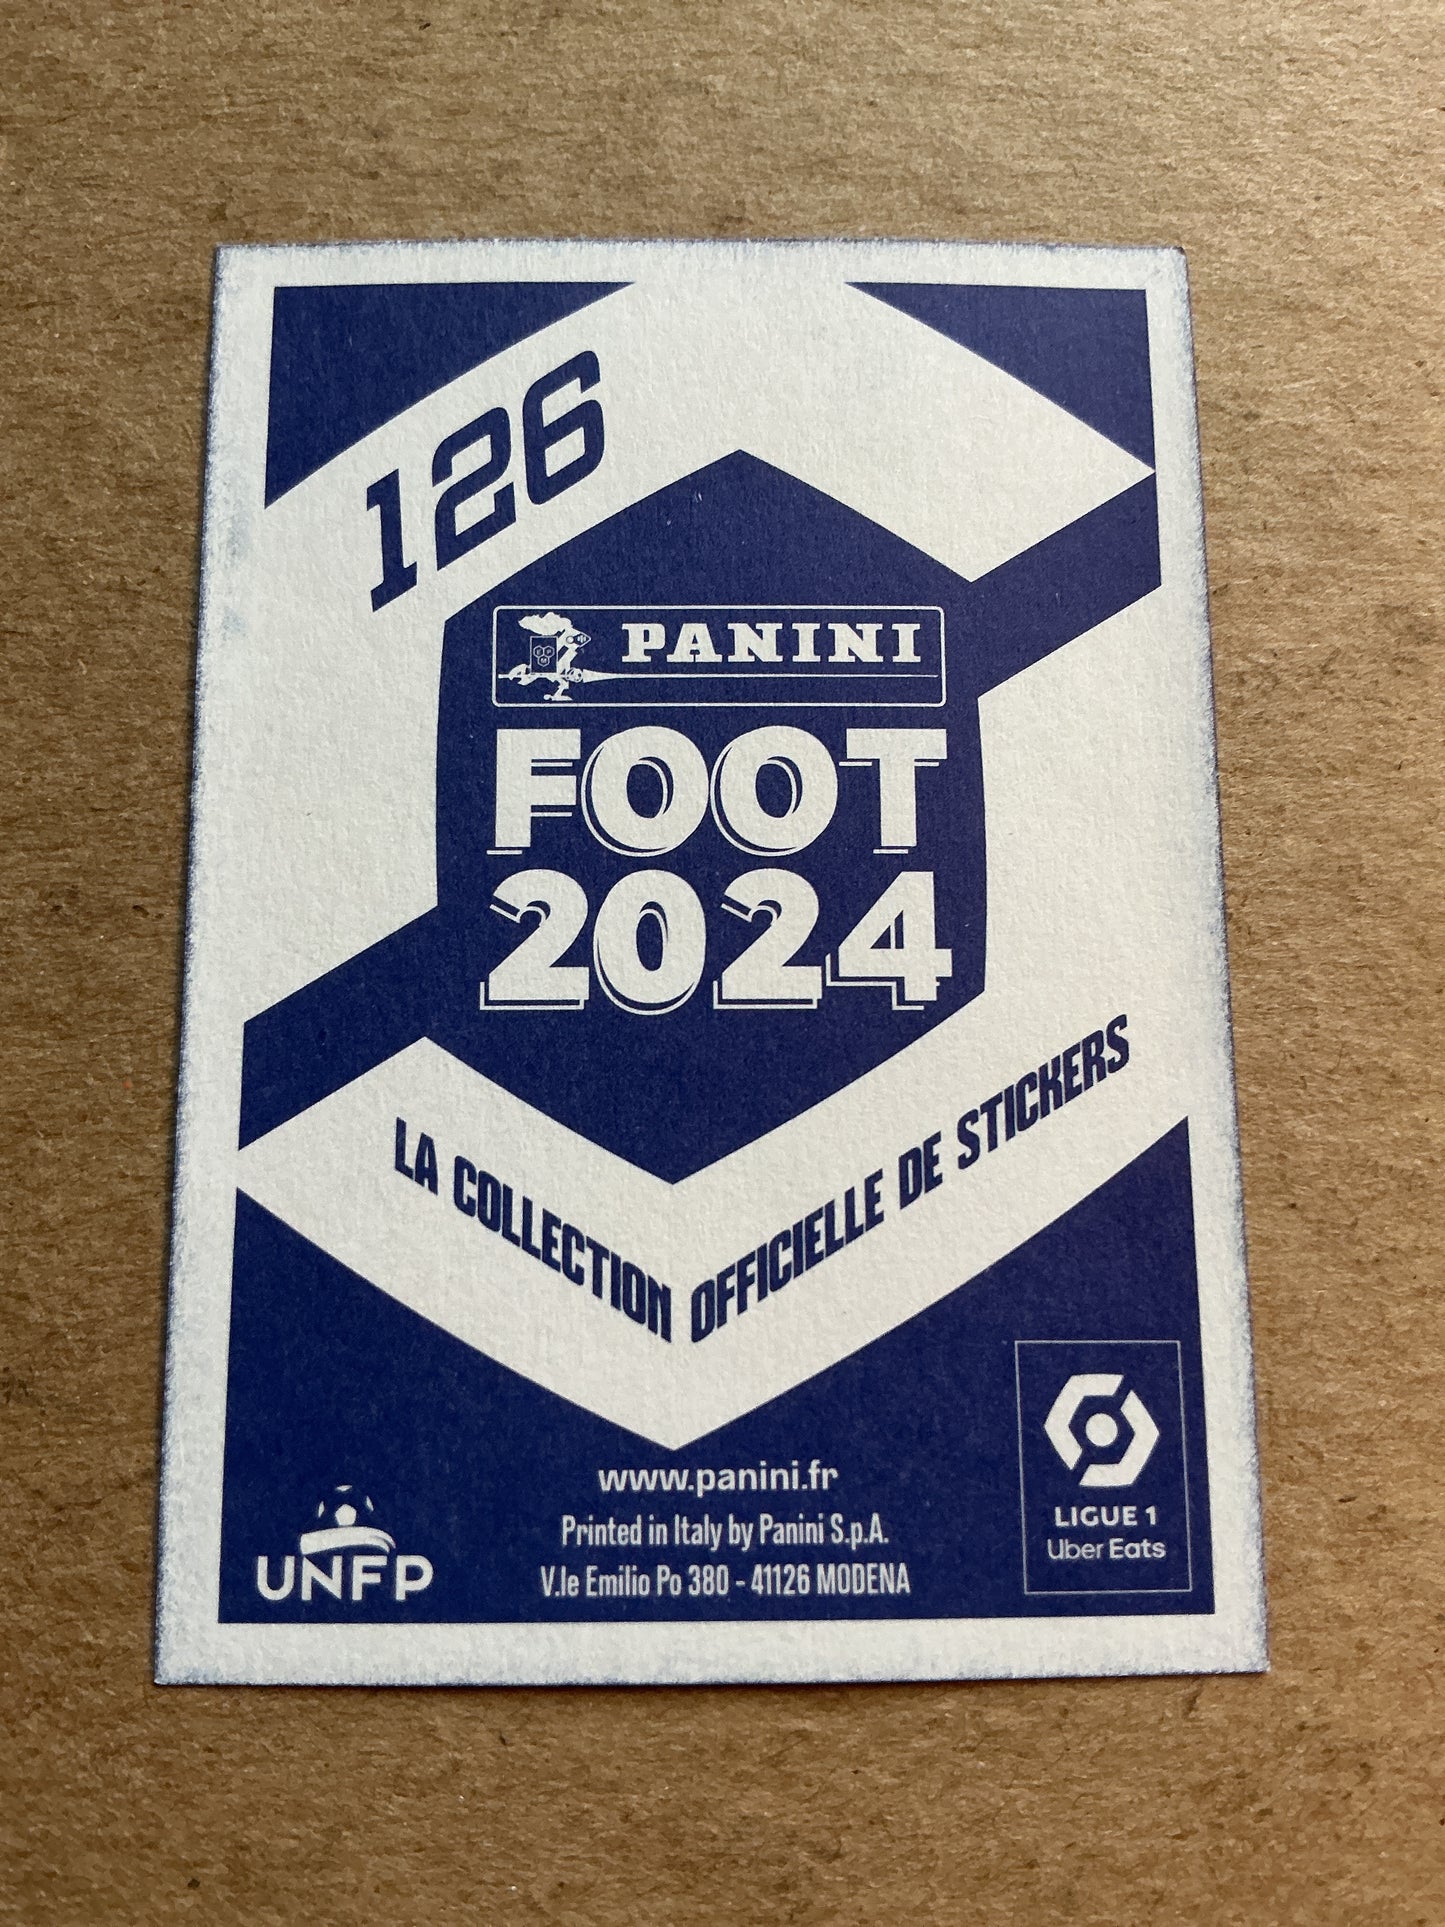 126
PANINI
FOOT
2024
LA COLLECTION OFFICIELLE DE STICKERS
www.panini.fr
Printed in Italy by Panini S.p.A.
V.le Emilio Po 380 - 41126 MODENA
UNFP
LIGUE 1
Uber Eats